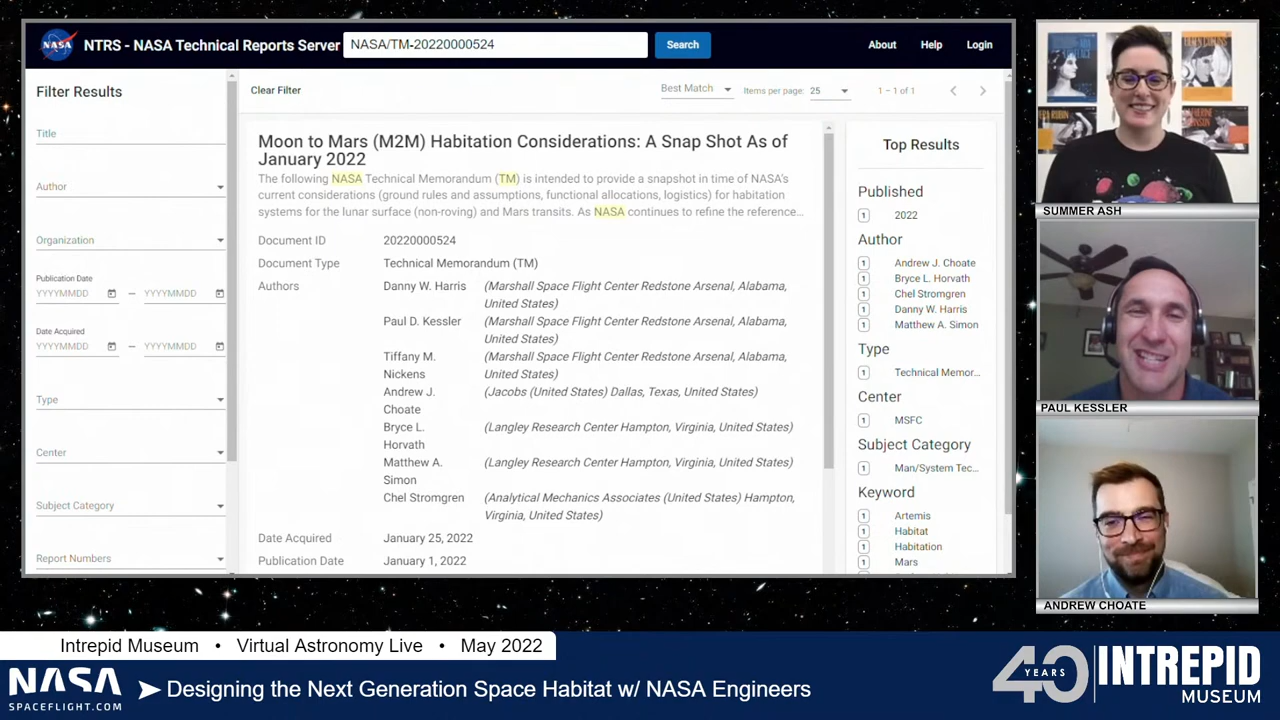 NASA
NTRS - NASA Technical Reports Server
NASA/TM-20220000524
Search
About
Help
Login
Filter Results
Title
Author
Organization
Publication Date
YYYYMMDD — YYYYMMDD
Date Acquired
YYYYMMDD — YYYYMMDD
Type
Center
Subject Category
Report Numbers
Clear Filter
Best Match
Items per page: 25
1 – 1 of 1
Moon to Mars (M2M) Habitation Considerations: A Snap Shot As of
January 2022
The following NASA Technical Memorandum (TM) is intended to provide a snapshot in time of NASA's
current considerations (ground rules and assumptions, functional allocations, logistics) for habitation
systems for the lunar surface (non-roving) and Mars transits. As NASA continues to refine the reference...
Document ID 20220000524
Document Type Technical Memorandum (TM)
Authors Danny W. Harris (Marshall Space Flight Center Redstone Arsenal, Alabama,
United States)
Paul D. Kessler (Marshall Space Flight Center Redstone Arsenal, Alabama,
United States)
Tiffany M. (Marshall Space Flight Center Redstone Arsenal, Alabama,
Nickens United States)
Andrew J. (Jacobs (United States) Dallas, Texas, United States)
Choate
Bryce L. (Langley Research Center Hampton, Virginia, United States)
Horvath
Matthew A. (Langley Research Center Hampton, Virginia, United States)
Simon
Chel Stromgren (Analytical Mechanics Associates (United States) Hampton,
Virginia, United States)
Date Acquired January 25, 2022
Publication Date January 1, 2022
Top Results
Published
1 2022
Author
1 Andrew J. Choate
1 Bryce L. Horvath
1 Chel Stromgren
1 Danny W. Harris
1 Matthew A. Simon
Type
1 Technical Memor...
Center
1 MSFC
Subject Category
1 Man/System Tec...
Keyword
1 Artemis
1 Habitat
1 Habitation
1 Mars
SUMMER ASH
PAUL KESSLER
ANDREW CHOATE
Intrepid Museum • Virtual Astronomy Live • May 2022
NASA
SPACEFLIGHT.COM
Designing the Next Generation Space Habitat w/ NASA Engineers
40
YEARS
INTREPID
MUSEUM